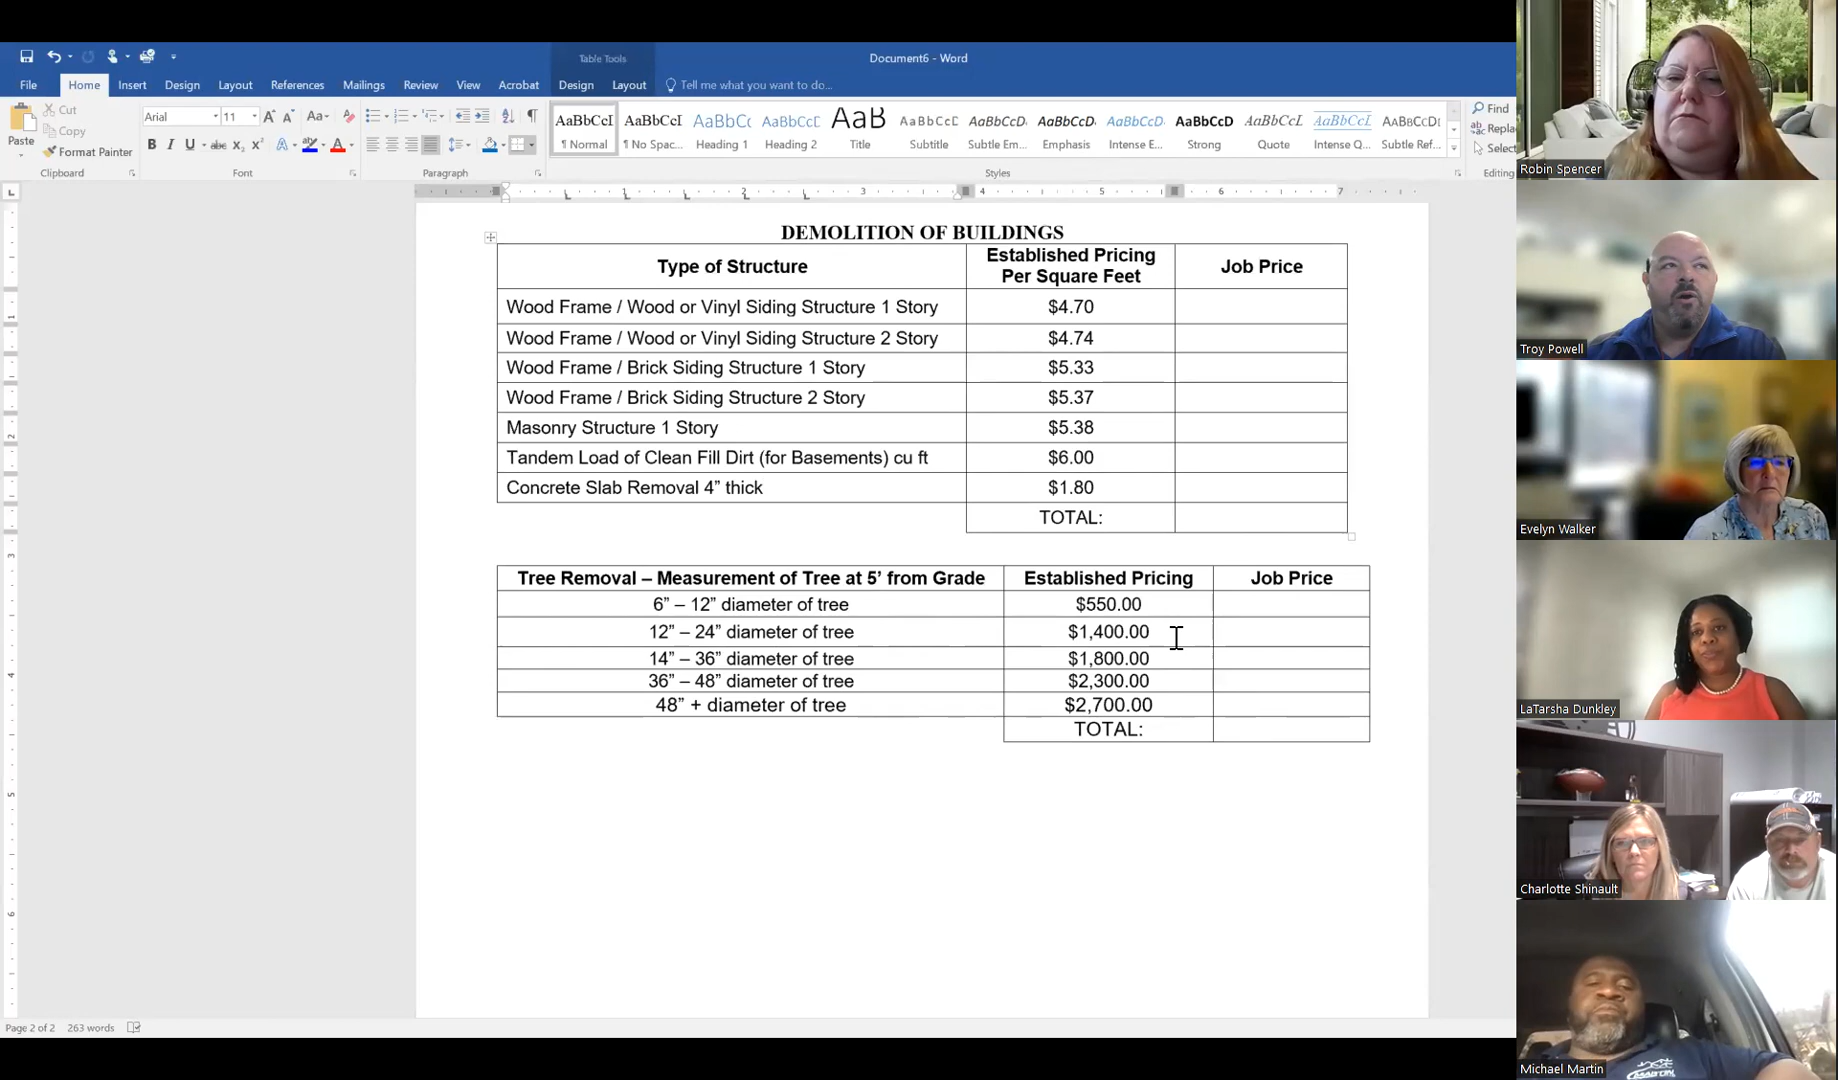 Document6 - Word
Table Tools
File Home Insert Design Layout References Mailings Review View Acrobat Design Layout Tell me what you want to do...
Paste
Cut
Copy
Format Painter
Clipboard
Arial 11
Font
Paragraph
AaBbCcI AaBbCcI AaBbCc AaBbCcI AaB AaBbCcD AaBbCcD AaBbCcD AaBbCcD AaBbCcD AaBbCcI AaBbCcI AaBbCcD
¶ Normal ¶ No Spac... Heading 1 Heading 2 Title Subtitle Subtle Em... Emphasis Intense E... Strong Quote Intense Q... Subtle Ref...
Styles
Find
Select
Editing
1 2 3 4 5 6 7
DEMOLITION OF BUILDINGS
Type of Structure
Established Pricing
Per Square Feet
Job Price
Wood Frame / Wood or Vinyl Siding Structure 1 Story $4.70
Wood Frame / Wood or Vinyl Siding Structure 2 Story $4.74
Wood Frame / Brick Siding Structure 1 Story $5.33
Wood Frame / Brick Siding Structure 2 Story $5.37
Masonry Structure 1 Story $5.38
Tandem Load of Clean Fill Dirt (for Basements) cu ft $6.00
Concrete Slab Removal 4” thick $1.80
TOTAL:
Tree Removal – Measurement of Tree at 5’ from Grade Established Pricing Job Price
6” – 12” diameter of tree $550.00
12” – 24” diameter of tree $1,400.00
14” – 36” diameter of tree $1,800.00
36” – 48” diameter of tree $2,300.00
48” + diameter of tree $2,700.00
TOTAL:
Page 2 of 2 263 words
Robin Spencer
Troy Powell
Evelyn Walker
LaTarsha Dunkley
Charlotte Shinault
Michael Martin